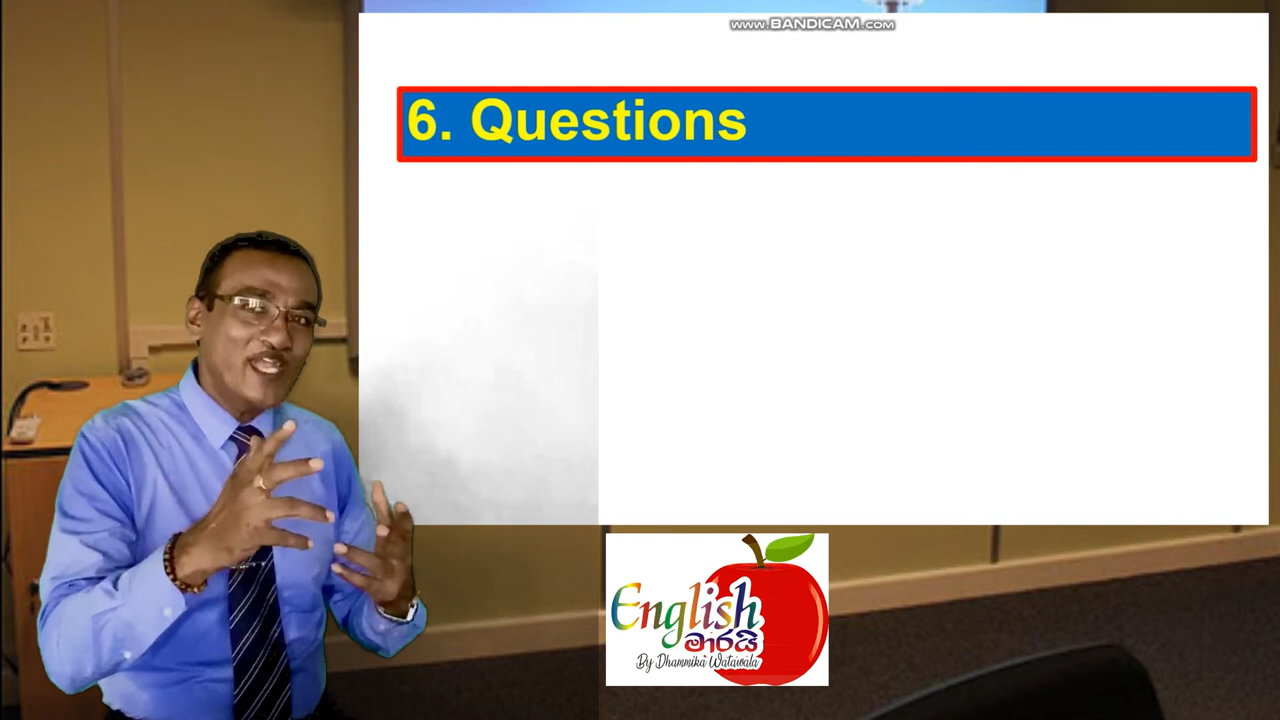 www.BANDICAM.com
6. Questions
English
මාරයි
By Dhammika Watawala